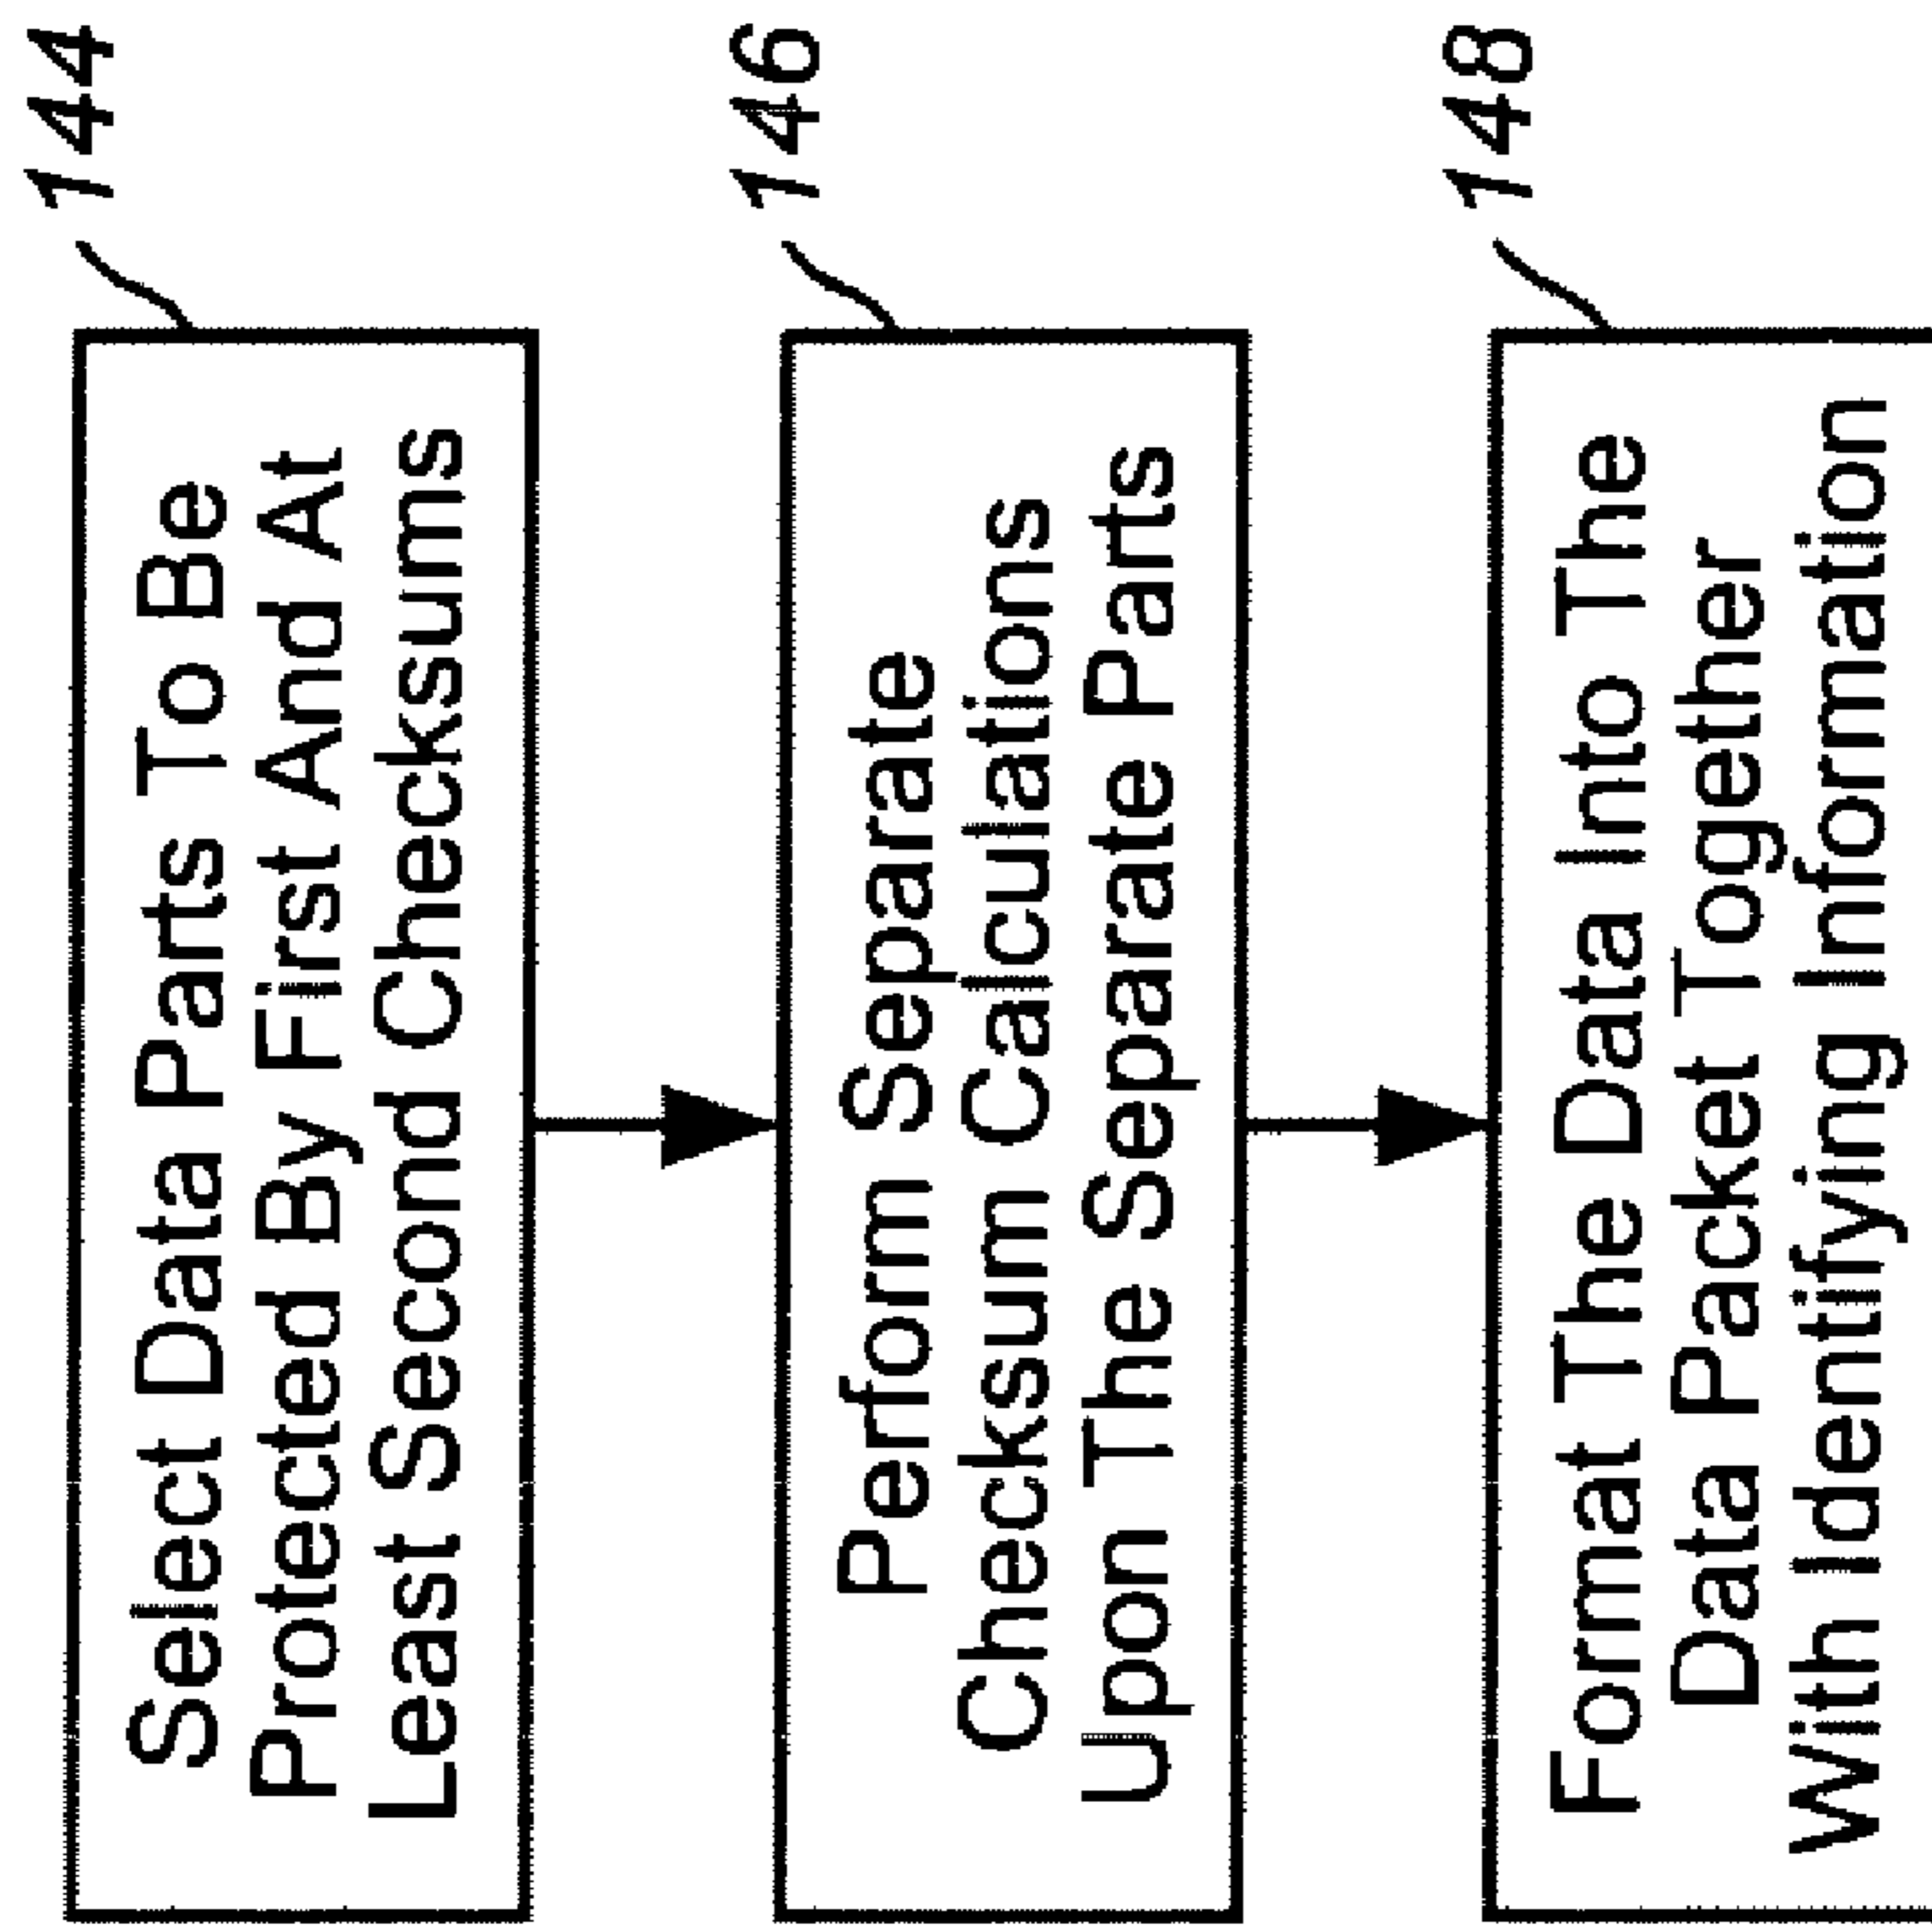 144
Select Data Parts To Be
Protected By First And At
Least Second Checksums
146
Perform Separate
Checksum Calculations
Upon The Separate Parts
148
Format The Data Into The
Data Packet Together
With Identifying Information